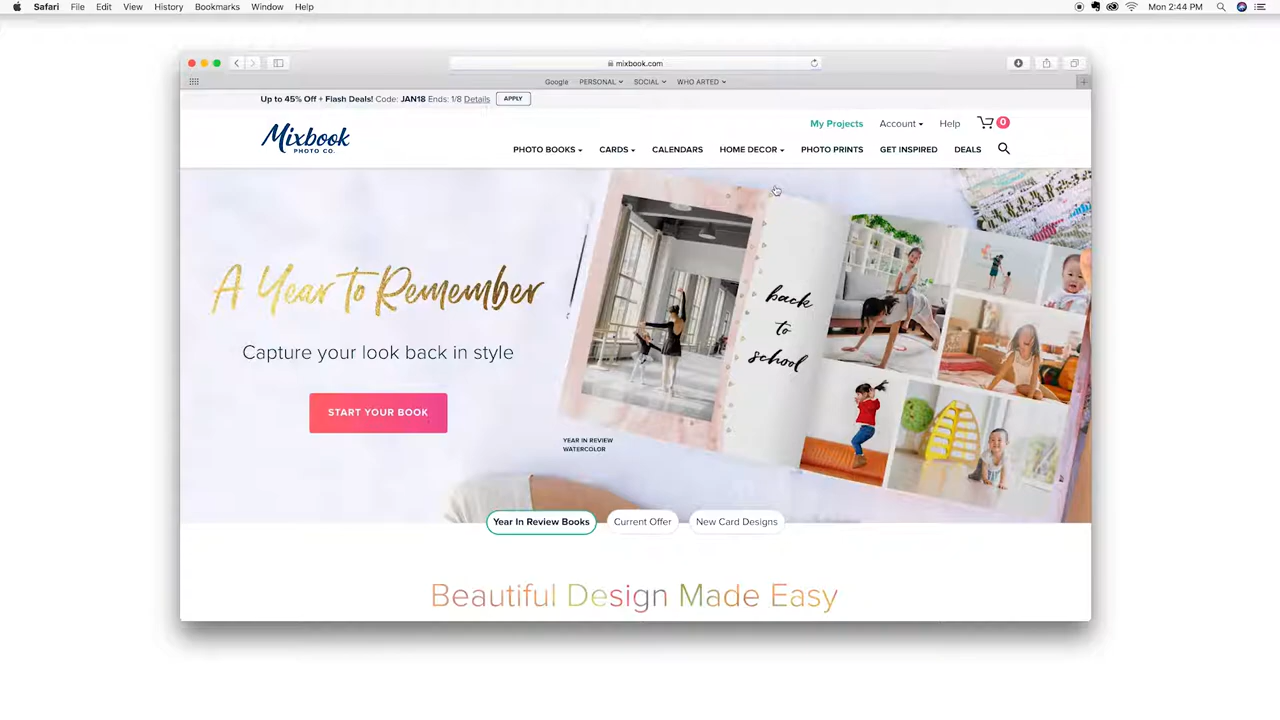 Safari File Edit View History Bookmarks Window Help Mon 2:44 PM
mixbook.com
Google PERSONAL SOCIAL WHO ARTED
Up to 45% Off + Flash Deals! Code: JAN18 Ends: 1/8 Details APPLY
My Projects Account Help 0
Mixbook
PHOTO CO.
PHOTO BOOKS CARDS CALENDARS HOME DECOR PHOTO PRINTS GET INSPIRED DEALS
A Year to Remember
Capture your look back in style
START YOUR BOOK
back
to
school
YEAR IN REVIEW
WATERCOLOR
Year In Review Books Current Offer New Card Designs
Beautiful Design Made Easy